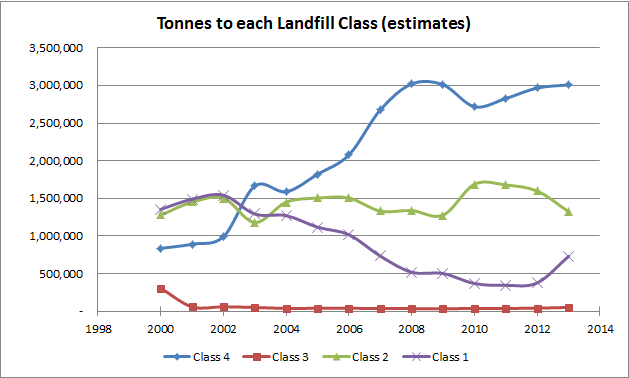 Tonnes to each Landfill Class (estimates)
3,500,000
3,000,000
2,500,000
2,000,000
1,500,000
1,000,000
500,000
-
1998 2000 2002 2004 2006 2008 2010 2012 2014
Class 4 Class 3 Class 2 Class 1